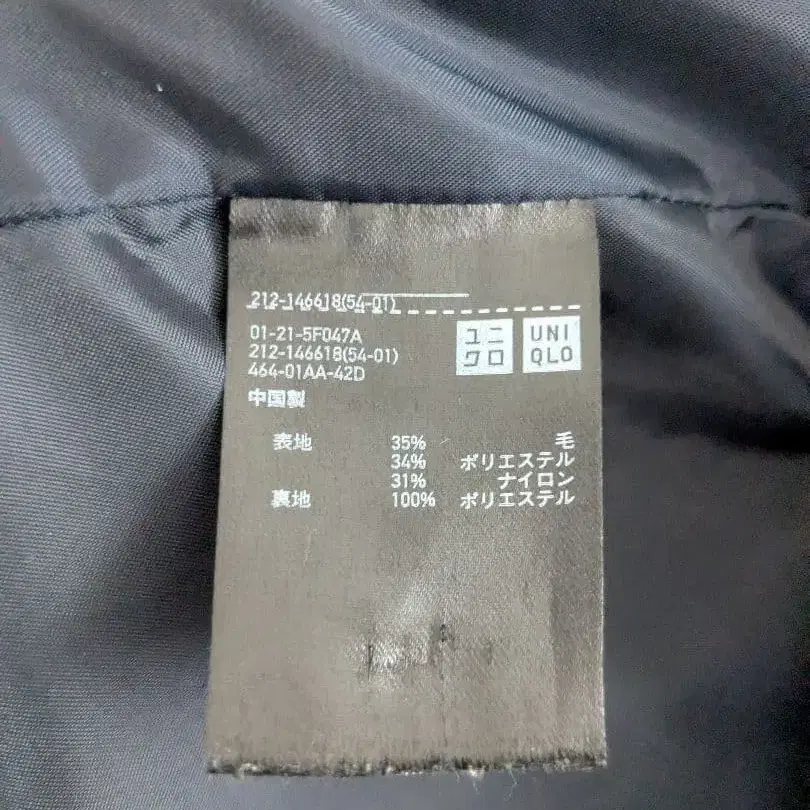 212-146618(54-01)
01-21-5F047A
212-146618(54-01)
464-01AA-42D
中国製
ユニ
クロ
UNI
QLO
表地 35% 毛
34% ポリエステル
31% ナイロン
裏地 100% ポリエステル